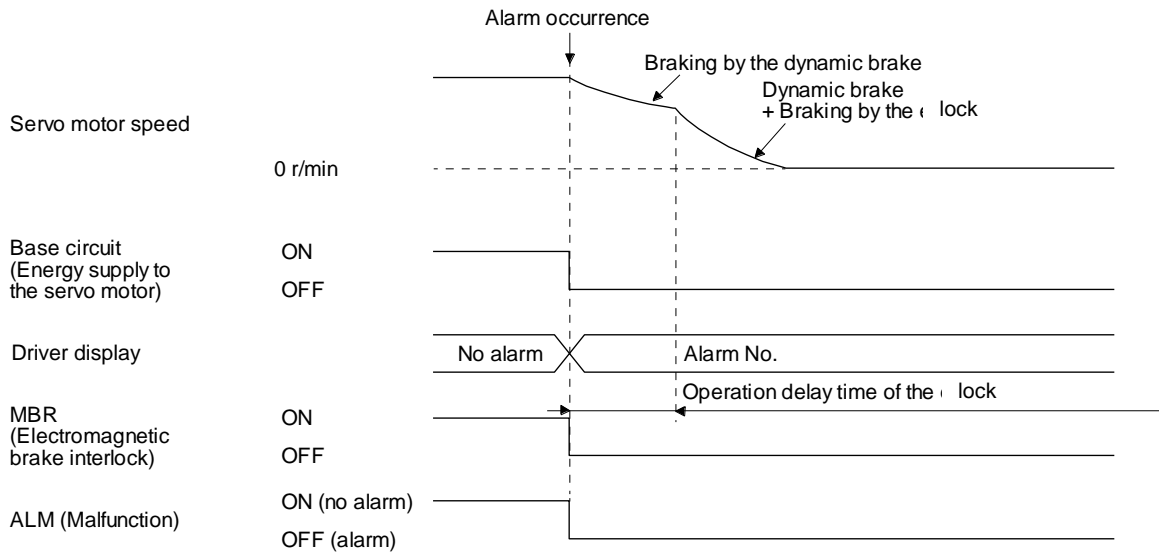 Alarm occurrence
Braking by the dynamic brake
Dynamic brake
+ Braking by the lock
Servo motor speed
0 r/min
Base circuit
(Energy supply to
the servo motor)
ON
OFF
Driver display
No alarm
Alarm No.
Operation delay time of the lock
MBR
(Electromagnetic
brake interlock)
ON
OFF
ALM (Malfunction)
ON (no alarm)
OFF (alarm)